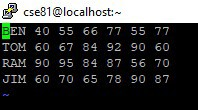 cse81@localhost:~
BEN 40 55 66 77 55 77
TOM 60 67 84 92 90 60
RAM 90 95 84 87 56 70
JIM 60 70 65 78 90 87
~